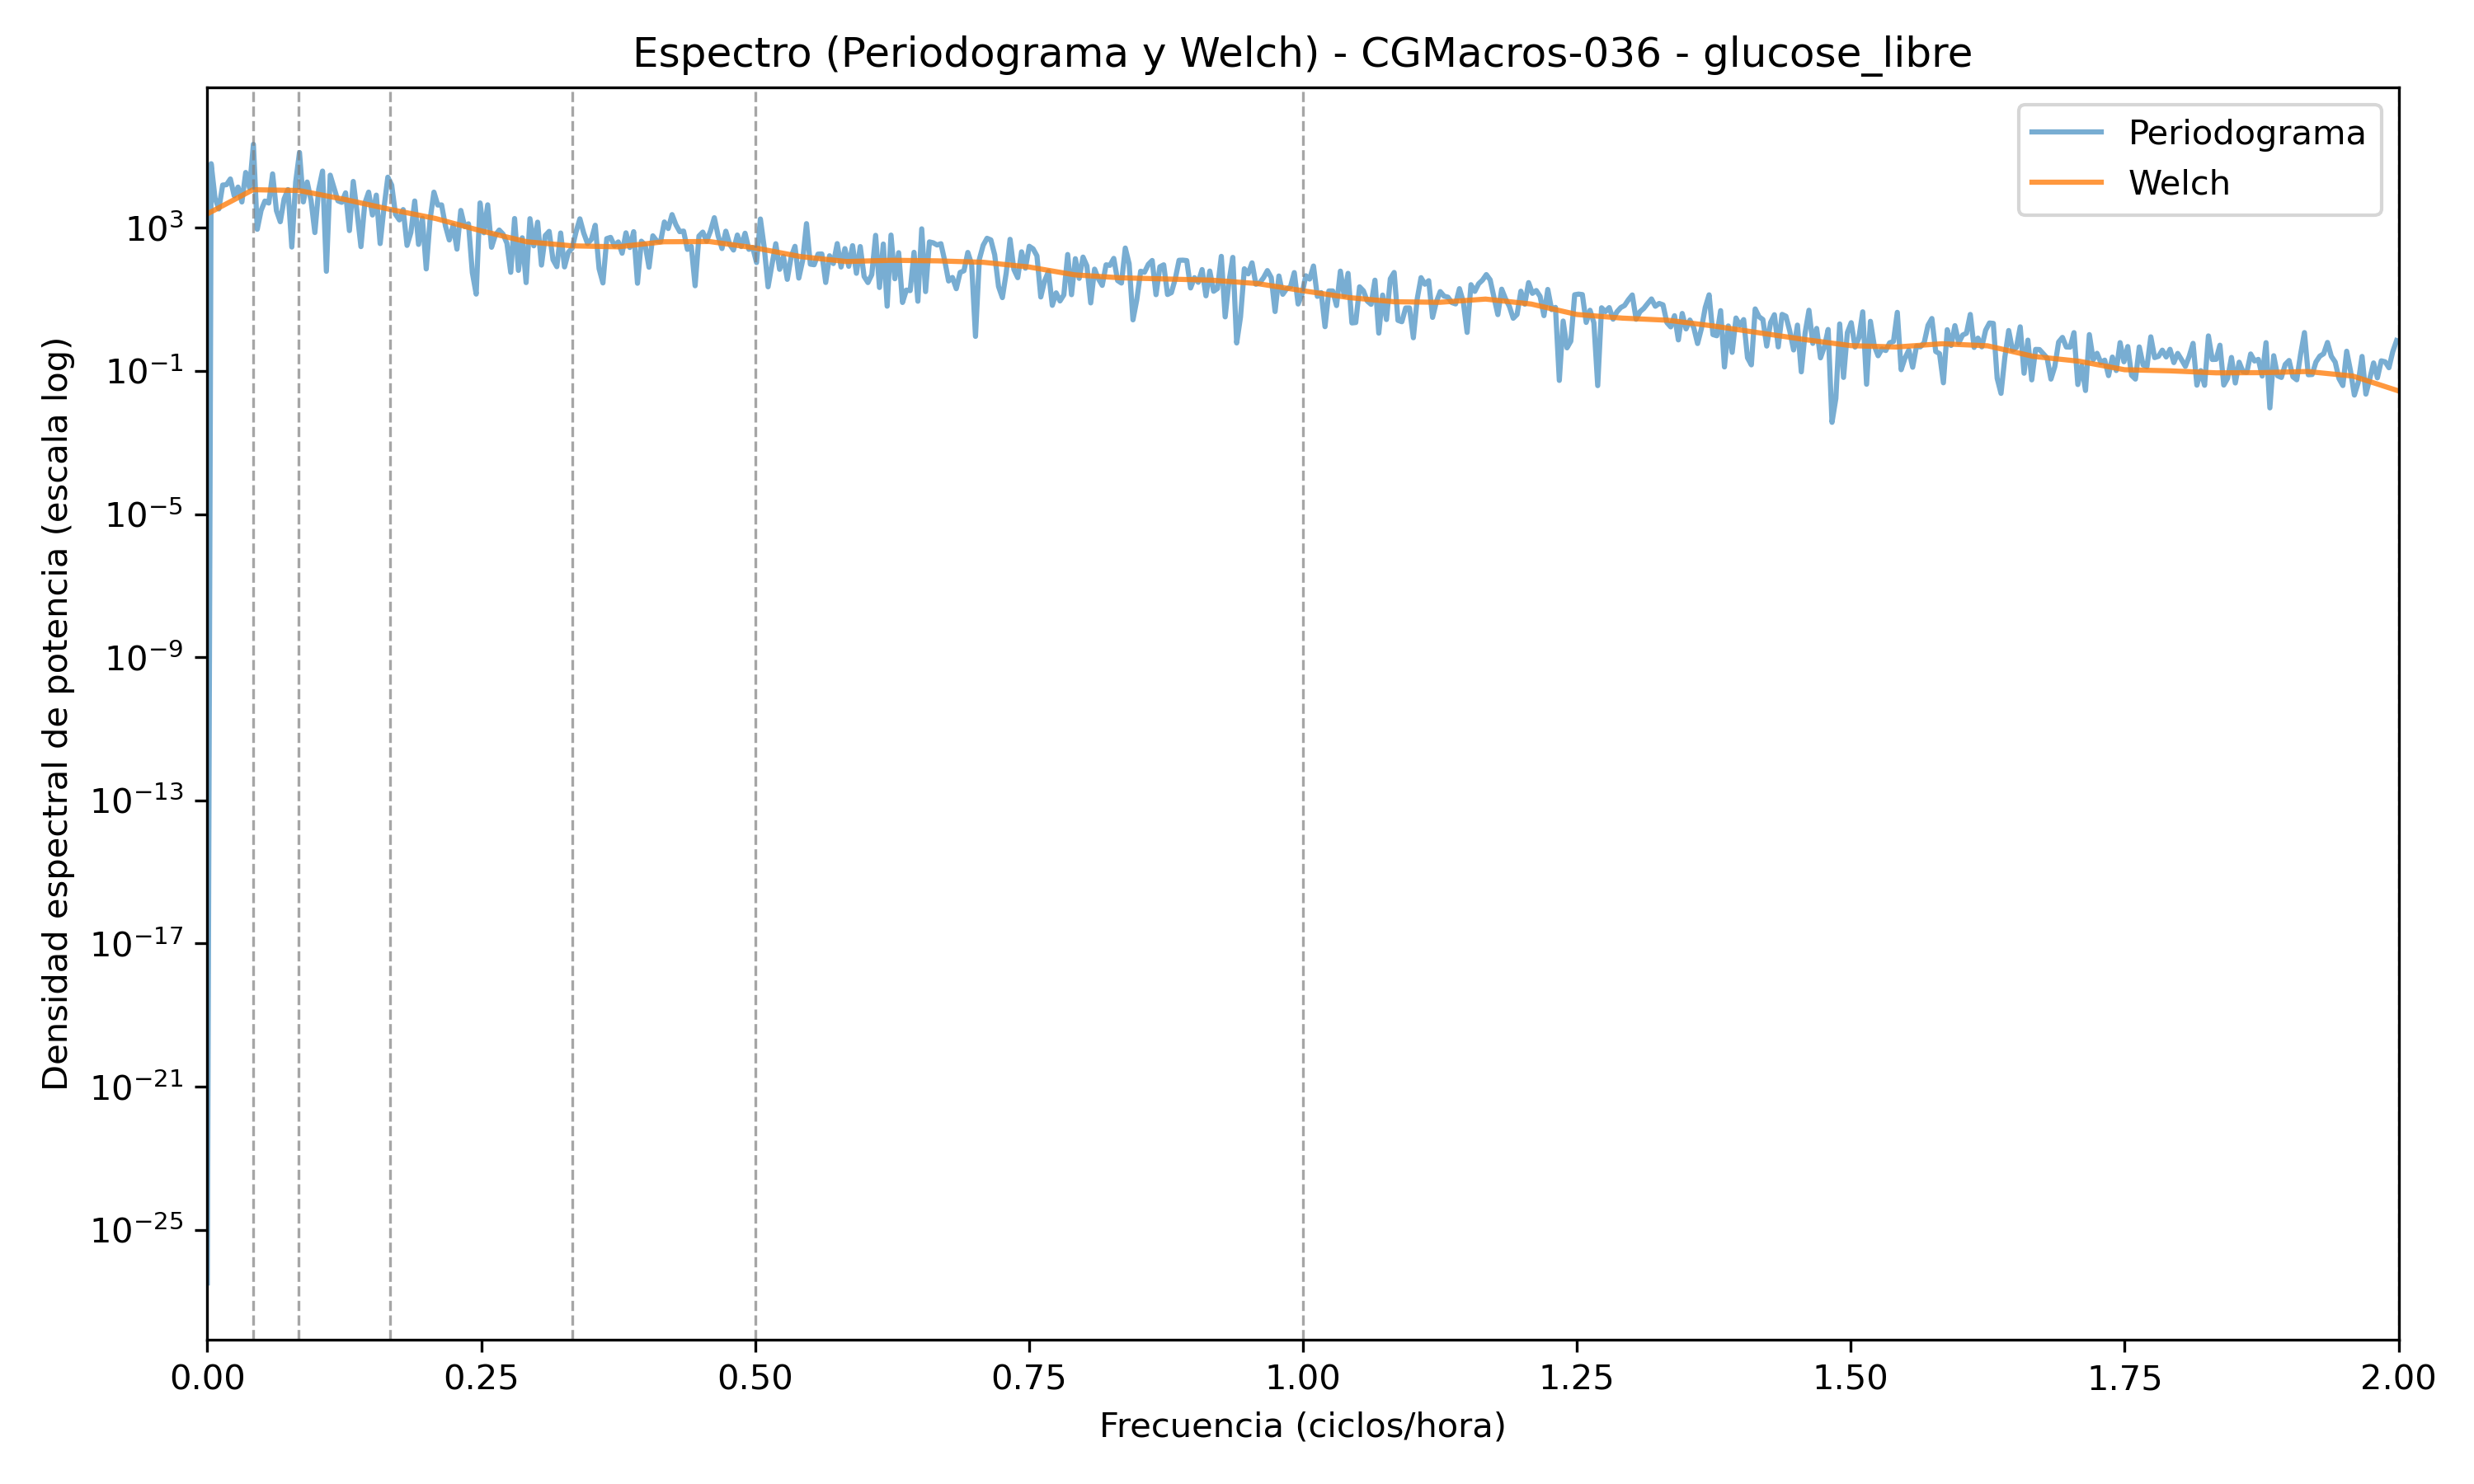 Espectro (Periodograma y Welch) - CGMacros-036 - glucose_libre
Periodograma
Welch
Densidad espectral de potencia (escala log)
10³
10⁻¹
10⁻⁵
10⁻⁹
10⁻¹³
10⁻¹⁷
10⁻²¹
10⁻²⁵
0.00 0.25 0.50 0.75 1.00 1.25 1.50 1.75 2.00
Frecuencia (ciclos/hora)